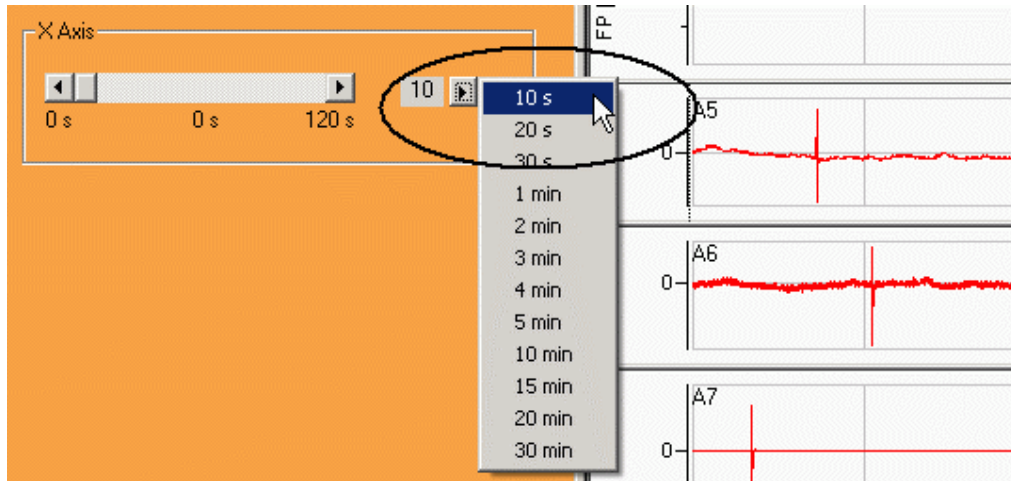 X Axis
0 s 0 s 120 s
10
10 s
20 s
30 s
1 min
2 min
3 min
4 min
5 min
10 min
15 min
20 min
30 min
FP
A5
0
A6
0
A7
0